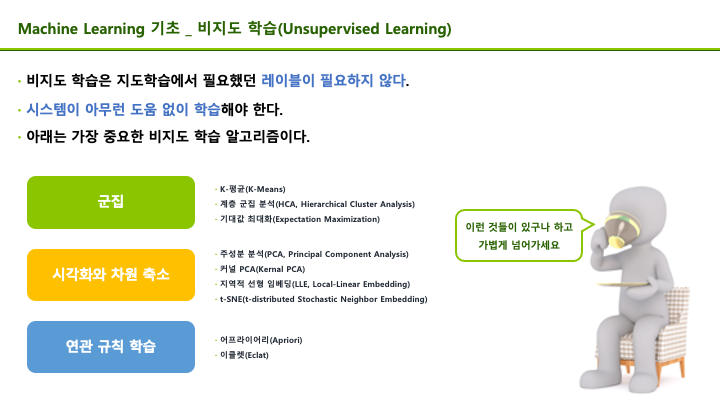 Machine Learning 기초 _ 비지도 학습(Unsupervised Learning)
· 비지도 학습은 지도학습에서 필요했던 레이블이 필요하지 않다.
· 시스템이 아무런 도움 없이 학습해야 한다.
· 아래는 가장 중요한 비지도 학습 알고리즘이다.
군집
· K-평균(K-Means)
· 계층 군집 분석(HCA, Hierarchical Cluster Analysis)
· 기대값 최대화(Expectation Maximization)
이런 것들이 있구나 하고
가볍게 넘어가세요
시각화와 차원 축소
· 주성분 분석(PCA, Principal Component Analysis)
· 커널 PCA(Kernal PCA)
· 지역적 선형 임베딩(LLE, Local-Linear Embedding)
· t-SNE(t-distributed Stochastic Neighbor Embedding)
연관 규칙 학습
· 어프라이어리(Apriori)
· 이클렛(Eclat)